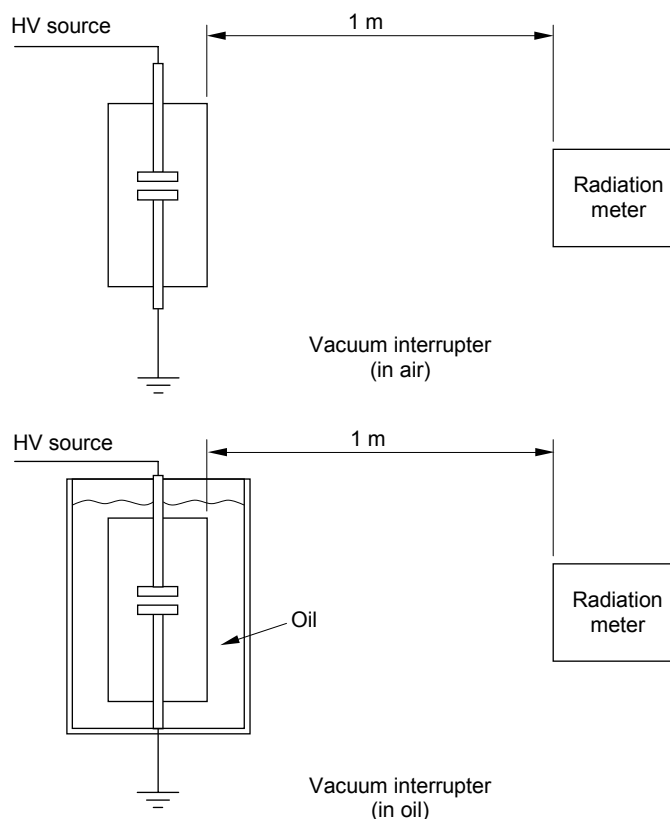 HV source
1 m
Radiation
meter
Vacuum interrupter
(in air)
HV source
1 m
Oil
Radiation
meter
Vacuum interrupter
(in oil)